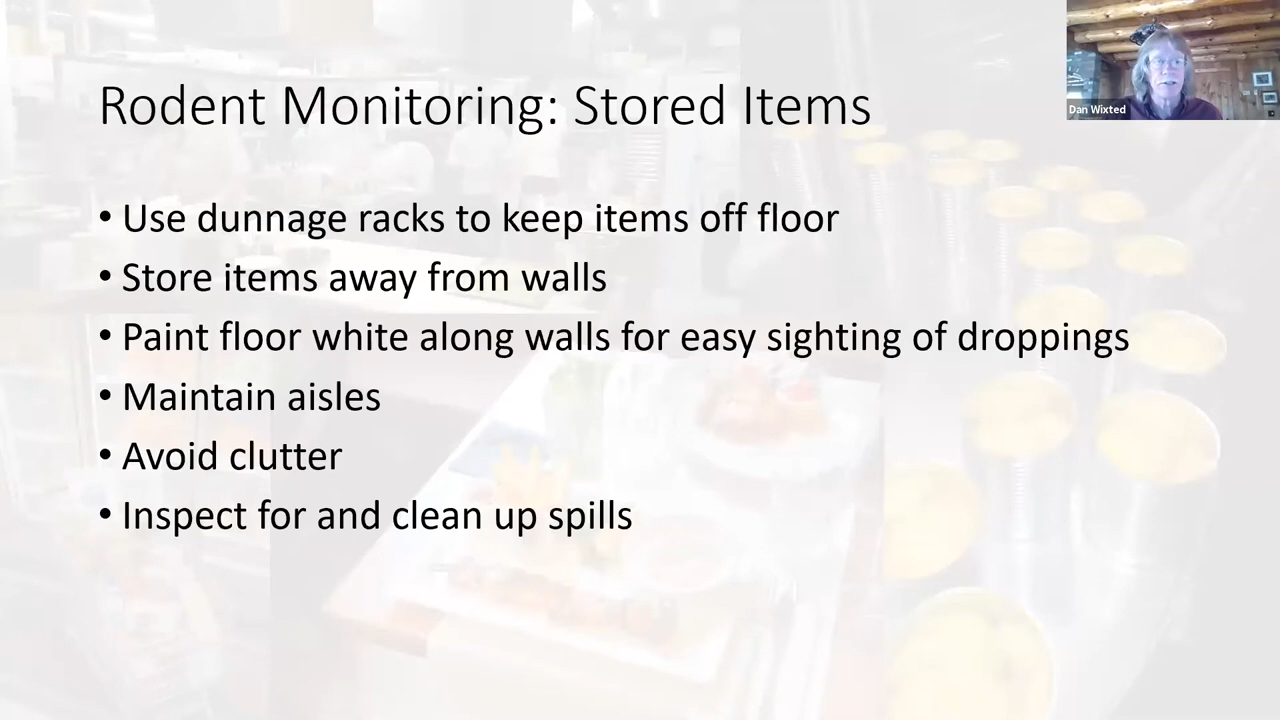 Rodent Monitoring: Stored Items
Dan Wixted
• Use dunnage racks to keep items off floor
• Store items away from walls
• Paint floor white along walls for easy sighting of droppings
• Maintain aisles
• Avoid clutter
• Inspect for and clean up spills